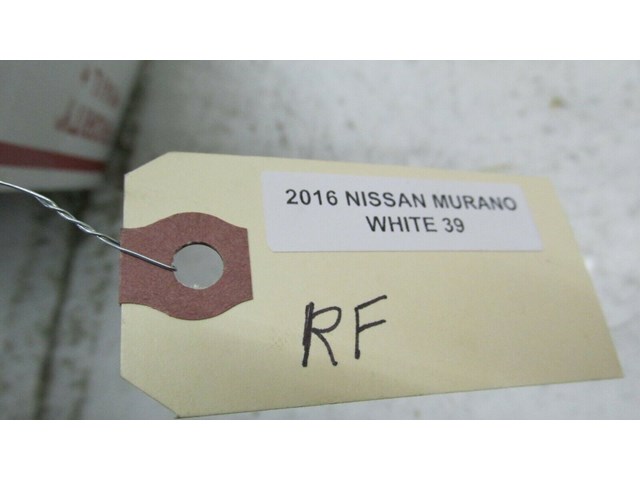 2016 NISSAN MURANO
WHITE 39
RF